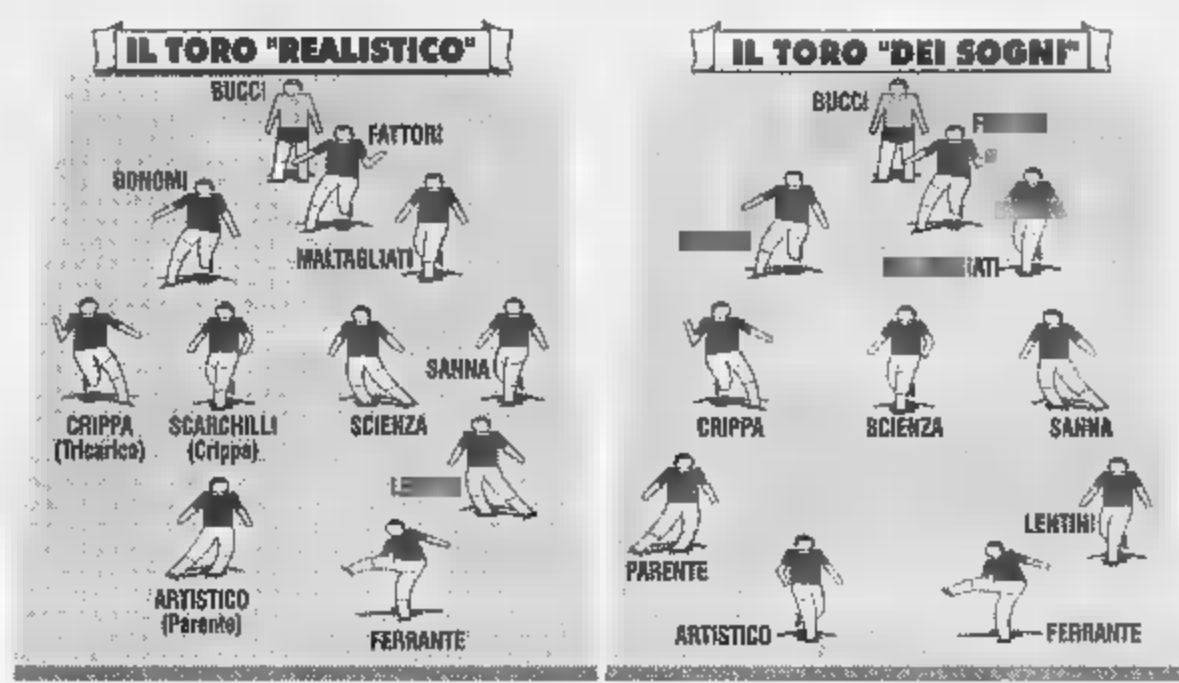 IL TORO "REALISTICO"
BUCCI
FATTORI
BONOMI
MALTAGLIATI
SANNA
CRIPPA
(Tricarico)
SCARCHILLI
(Crippa)
SCIENZA
ARTISTICO
(Parente)
FERRANTE
IL TORO "DEI SOGNI"
BUCCI
CRIPPA
SCIENZA
SANNA
LENTINI
PARENTE
ARTISTICO
FERRANTE